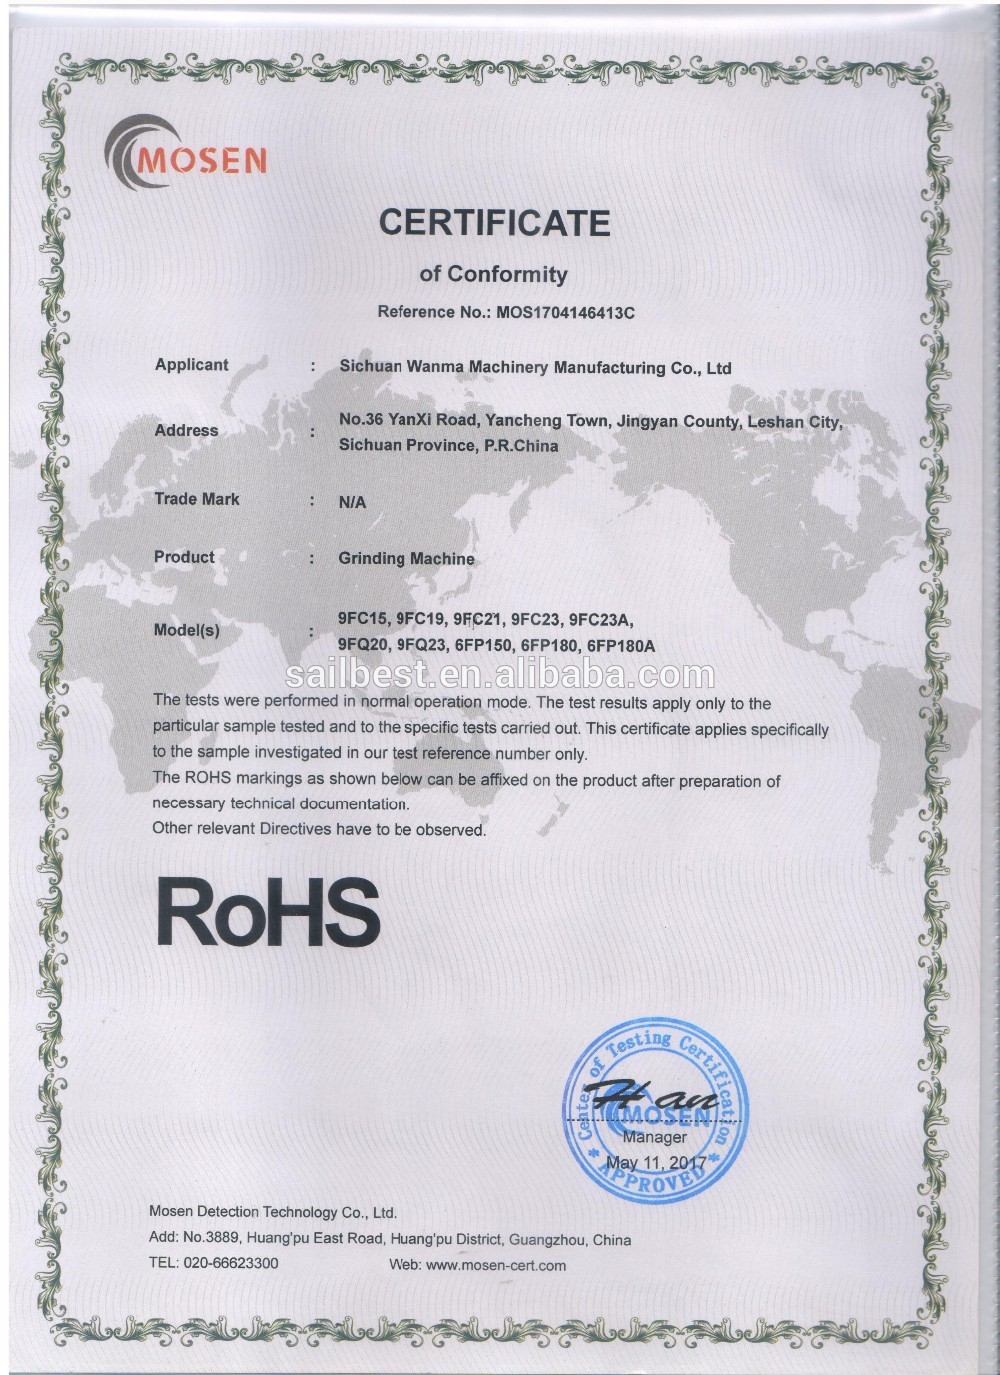 MOSEN
CERTIFICATE
of Conformity
Reference No.: MOS1704146413C
Applicant : Sichuan Wanma Machinery Manufacturing Co., Ltd
Address : No.36 YanXi Road, Yancheng Town, Jingyan County, Leshan City,
Sichuan Province, P.R.China
Trade Mark : N/A
Product : Grinding Machine
Model(s) : 9FC15, 9FC19, 9FC21, 9FC23, 9FC23A,
9FQ20, 9FQ23, 6FP150, 6FP180, 6FP180A
sailbest.en.alibaba.com
The tests were performed in normal operation mode. The test results apply only to the
particular sample tested and to the specific tests carried out. This certificate applies specifically
to the sample investigated in our test reference number only.
The ROHS markings as shown below can be affixed on the product after preparation of
necessary technical documentation.
Other relevant Directives have to be observed.
RoHS
Center of Testing Certification
Han
MOSEN
Manager
May 11, 2017
* APPROVED *
Mosen Detection Technology Co., Ltd.
Add: No.3889, Huang'pu East Road, Huang'pu District, Guangzhou, China
TEL: 020-66623300 Web: www.mosen-cert.com